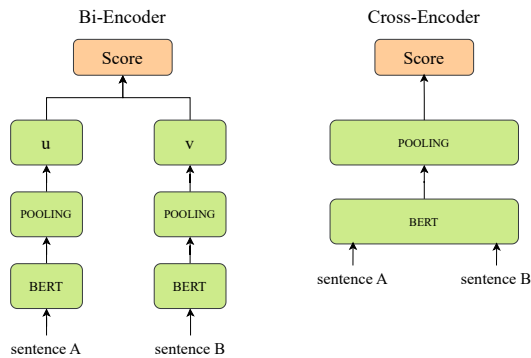 Bi-Encoder
Score
u
v
POOLING
POOLING
BERT
BERT
sentence A
sentence B
Cross-Encoder
Score
POOLING
BERT
sentence A
sentence B